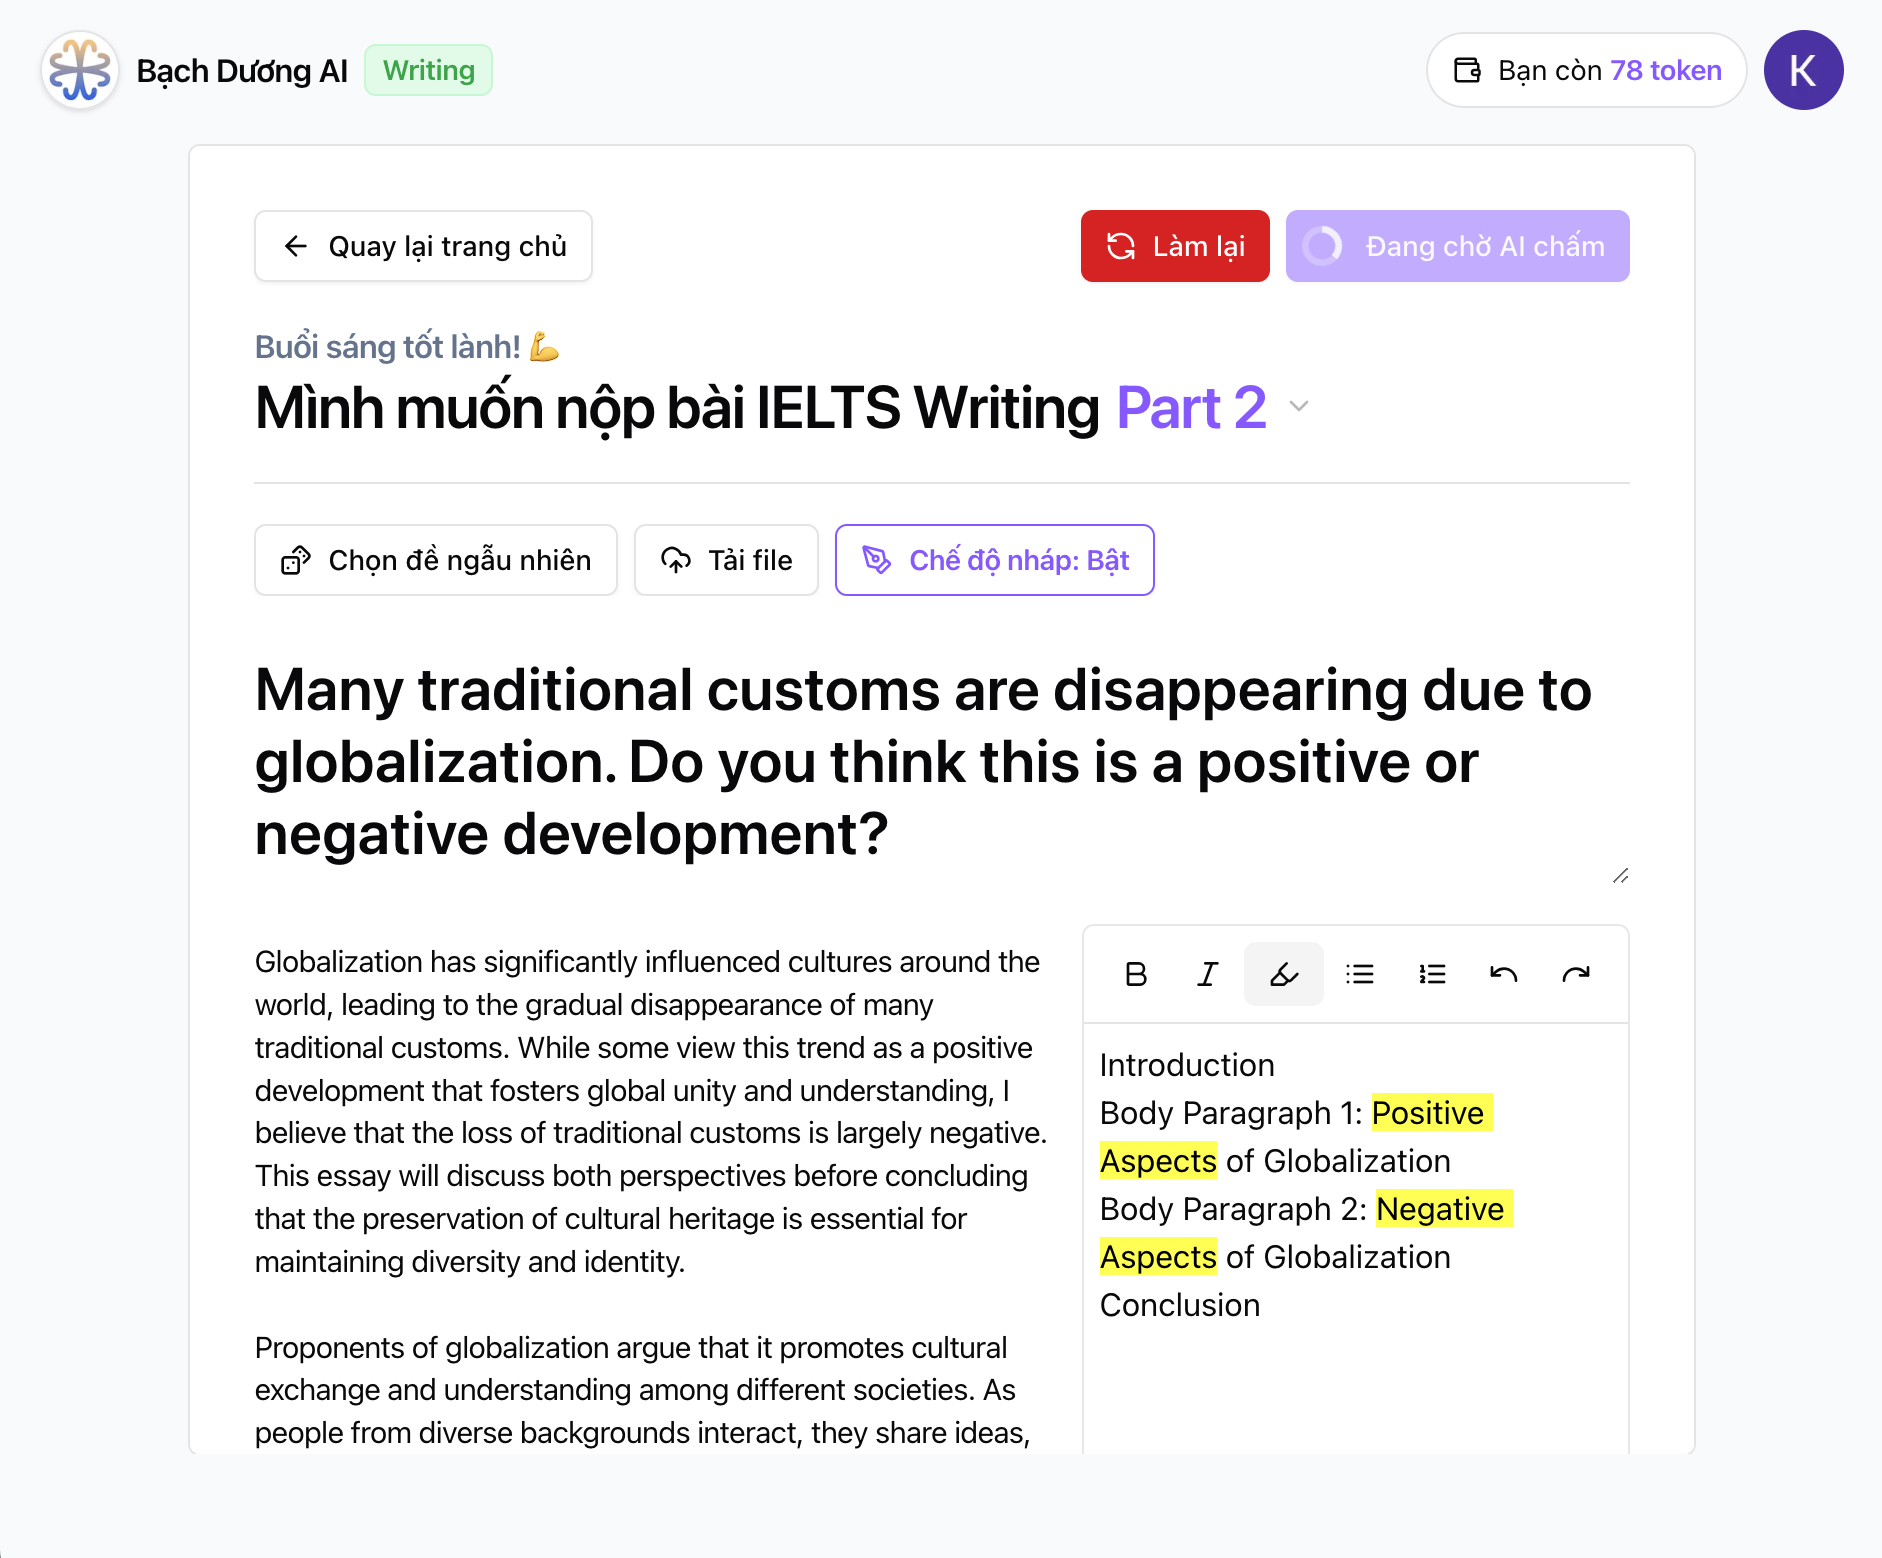 Bạch Dương AI
Writing
Bạn còn 78 token
K
Quay lại trang chủ
Làm lại
Đang chờ AI chấm
Buổi sáng tốt lành! 💪
Mình muốn nộp bài IELTS Writing Part 2
Chọn đề ngẫu nhiên
Tải file
Chế độ nháp: Bật
Many traditional customs are disappearing due to
globalization. Do you think this is a positive or
negative development?
Globalization has significantly influenced cultures around the
world, leading to the gradual disappearance of many
traditional customs. While some view this trend as a positive
development that fosters global unity and understanding, I
believe that the loss of traditional customs is largely negative.
This essay will discuss both perspectives before concluding
that the preservation of cultural heritage is essential for
maintaining diversity and identity.
Proponents of globalization argue that it promotes cultural
exchange and understanding among different societies. As
people from diverse backgrounds interact, they share ideas,
B I
Introduction
Body Paragraph 1: Positive
Aspects of Globalization
Body Paragraph 2: Negative
Aspects of Globalization
Conclusion